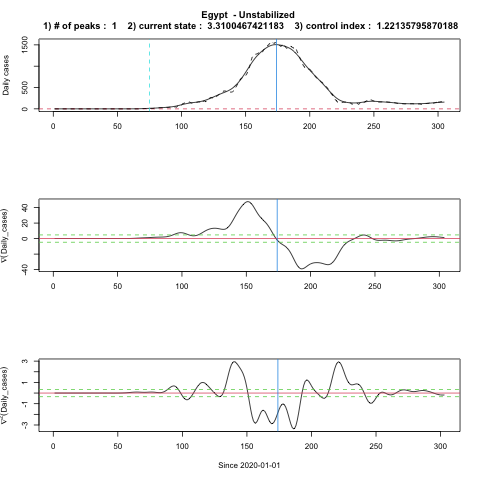 Egypt - Unstabilized
1) # of peaks : 1 2) current state : 3.3100467421183 3) control index : 1.22135795870188
Daily cases
1500
500
0
0 50 100 150 200 250 300
∇(Daily_cases)
40
20
0
-40
0 50 100 150 200 250 300
∇²(Daily_cases)
3
1
-1
-3
0 50 100 150 200 250 300
Since 2020-01-01